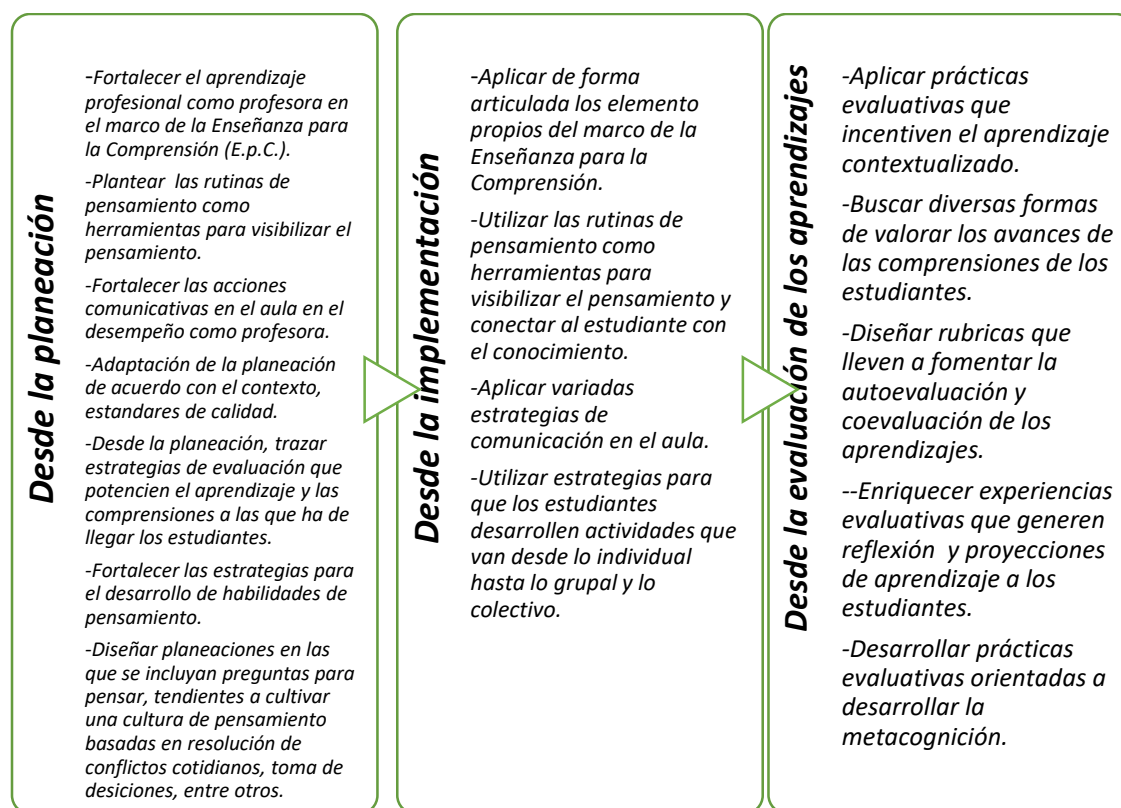 Desde la planeación
-Fortalecer el aprendizaje
profesional como profesora en
el marco de la Enseñanza para
la Comprensión (E.p.C.).
-Plantear las rutinas de
pensamiento como
herramientas para visibilizar el
pensamiento.
-Fortalecer las acciones
comunicativas en el aula en el
desempeño como profesora.
-Adaptación de la planeación
de acuerdo con el contexto,
estandares de calidad.
-Desde la planeación, trazar
estrategias de evaluación que
potencien el aprendizaje y las
comprensiones a las que ha de
llegar los estudiantes.
-Fortalecer las estrategias para
el desarrollo de habilidades de
pensamiento.
-Diseñar planeaciones en las
que se incluyan preguntas para
pensar, tendientes a cultivar
una cultura de pensamiento
basadas en resolución de
conflictos cotidianos, toma de
desiciones, entre otros.
Desde la implementación
-Aplicar de forma
articulada los elemento
propios del marco de la
Enseñanza para la
Comprensión.
-Utilizar las rutinas de
pensamiento como
herramientas para
visibilizar el pensamiento y
conectar al estudiante con
el conocimiento.
-Aplicar variadas
estrategias de
comunicación en el aula.
-Utilizar estrategias para
que los estudiantes
desarrollen actividades que
van desde lo individual
hasta lo grupal y lo
colectivo.
Desde la evaluación de los aprendizajes
-Aplicar prácticas
evaluativas que
incentiven el aprendizaje
contextualizado.
-Buscar diversas formas
de valorar los avances de
las comprensiones de los
estudiantes.
-Diseñar rubricas que
lleven a fomentar la
autoevaluación y
coevaluación de los
aprendizajes.
--Enriquecer experiencias
evaluativas que generen
reflexión y proyecciones
de aprendizaje a los
estudiantes.
-Desarrollar prácticas
evaluativas orientadas a
desarrollar la
metacognición.